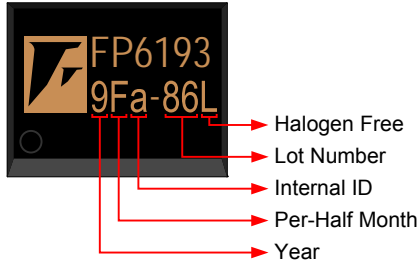 FP6193
9Fa-86L
Halogen Free
Lot Number
Internal ID
Per-Half Month
Year